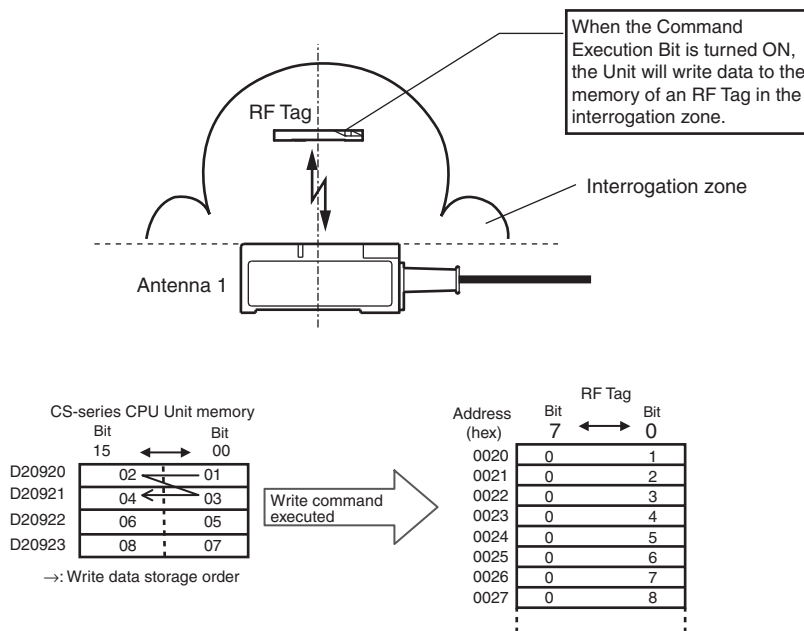 When the Command
Execution Bit is turned ON,
the Unit will write data to the
memory of an RF Tag in the
interrogation zone.
RF Tag
Interrogation zone
Antenna 1
CS-series CPU Unit memory
Bit Bit
15 00
D20920 02 01
D20921 04 03
D20922 06 05
D20923 08 07
→: Write data storage order
Write command
executed
RF Tag
Address Bit Bit
(hex) 7 0
0020 0 1
0021 0 2
0022 0 3
0023 0 4
0024 0 5
0025 0 6
0026 0 7
0027 0 8